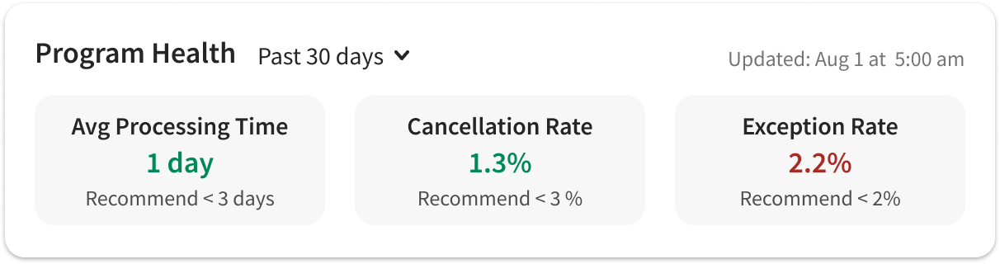 Program Health Past 30 days
Updated: Aug 1 at 5:00 am
Avg Processing Time
1 day
Recommend < 3 days
Cancellation Rate
1.3%
Recommend < 3 %
Exception Rate
2.2%
Recommend < 2%